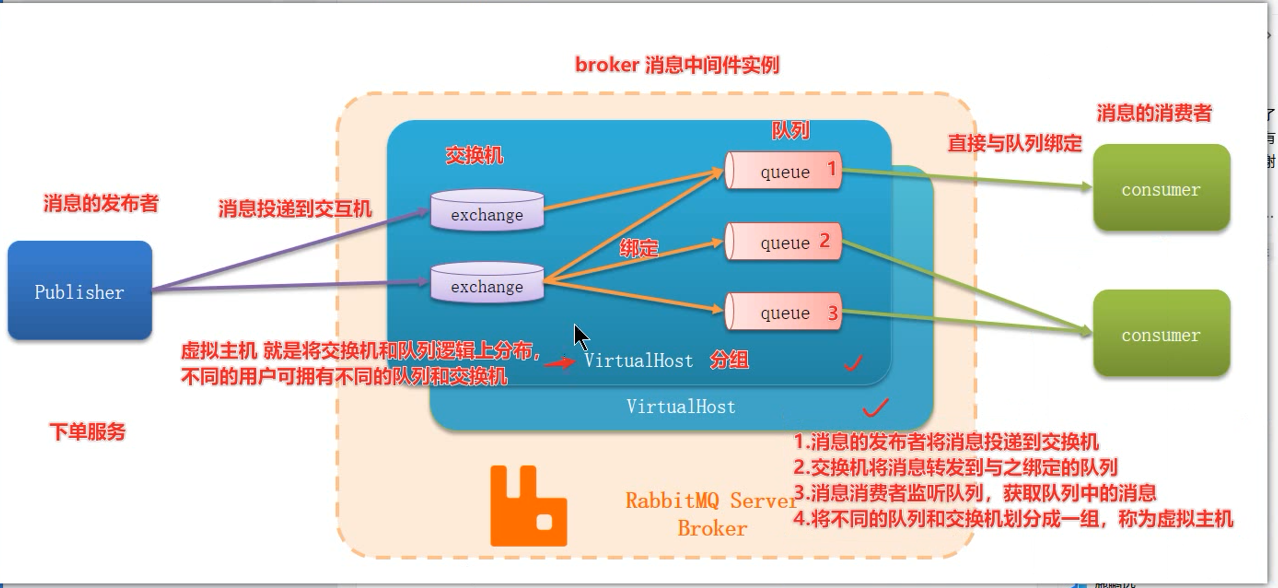 broker 消息中间件实例
消息的消费者
队列
直接与队列绑定
交换机
queue 1
consumer
消息的发布者
消息投递到交互机
exchange
绑定
queue 2
Publisher
exchange
queue 3
consumer
虚拟主机 就是将交换机和队列逻辑上分布，
不同的用户可拥有不同的队列和交换机
VirtualHost 分组
VirtualHost
下单服务
1.消息的发布者将消息投递到交换机
2.交换机将消息转发到与之绑定的队列
3.消息消费者监听队列，获取队列中的消息
4.将不同的队列和交换机划分成一组，称为虚拟主机
RabbitMQ Server
Broker
了
有
射